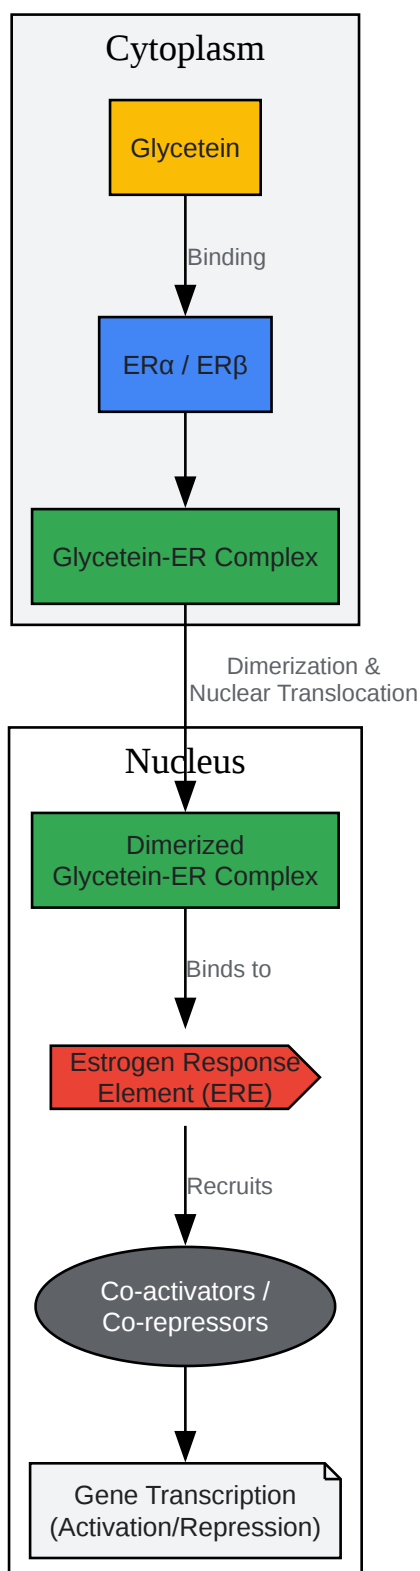 Cytoplasm
Glycetein
Binding
ERα / ERβ
Glycetein-ER Complex
Dimerization &
Nuclear Translocation
Nucleus
Dimerized
Glycetein-ER Complex
Binds to
Estrogen Response
Element (ERE)
Recruits
Co-activators /
Co-repressors
Gene Transcription
(Activation/Repression)